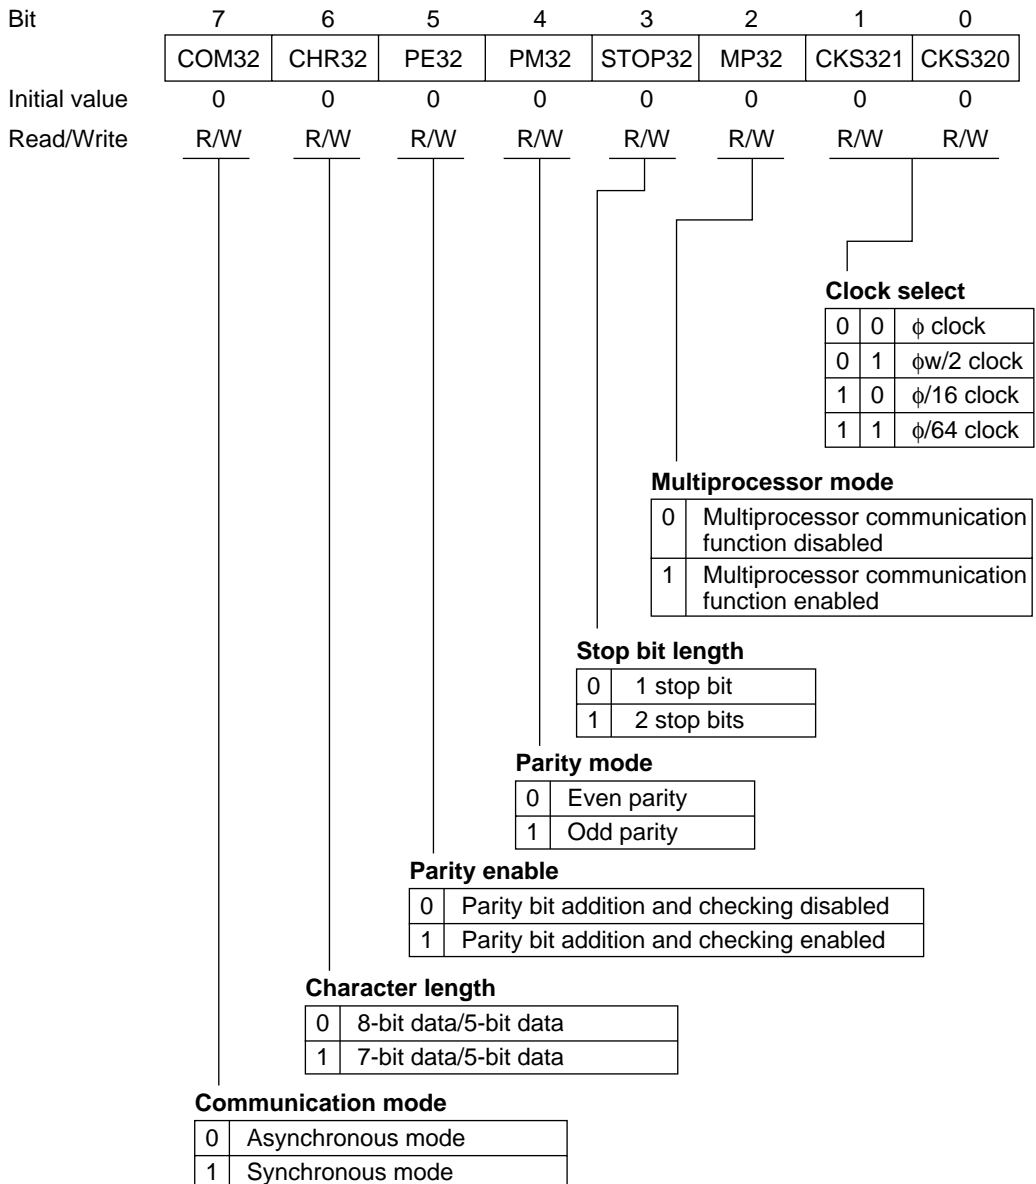 Bit 7 6 5 4 3 2 1 0
COM32 CHR32 PE32 PM32 STOP32 MP32 CKS321 CKS320
Initial value 0 0 0 0 0 0 0 0
Read/Write R/W R/W R/W R/W R/W R/W R/W R/W
Clock select
0 0 ϕ clock
0 1 ϕw/2 clock
1 0 ϕ/16 clock
1 1 ϕ/64 clock
Multiprocessor mode
0 Multiprocessor communication
function disabled
1 Multiprocessor communication
function enabled
Stop bit length
0 1 stop bit
1 2 stop bits
Parity mode
0 Even parity
1 Odd parity
Parity enable
0 Parity bit addition and checking disabled
1 Parity bit addition and checking enabled
Character length
0 8-bit data/5-bit data
1 7-bit data/5-bit data
Communication mode
0 Asynchronous mode
1 Synchronous mode